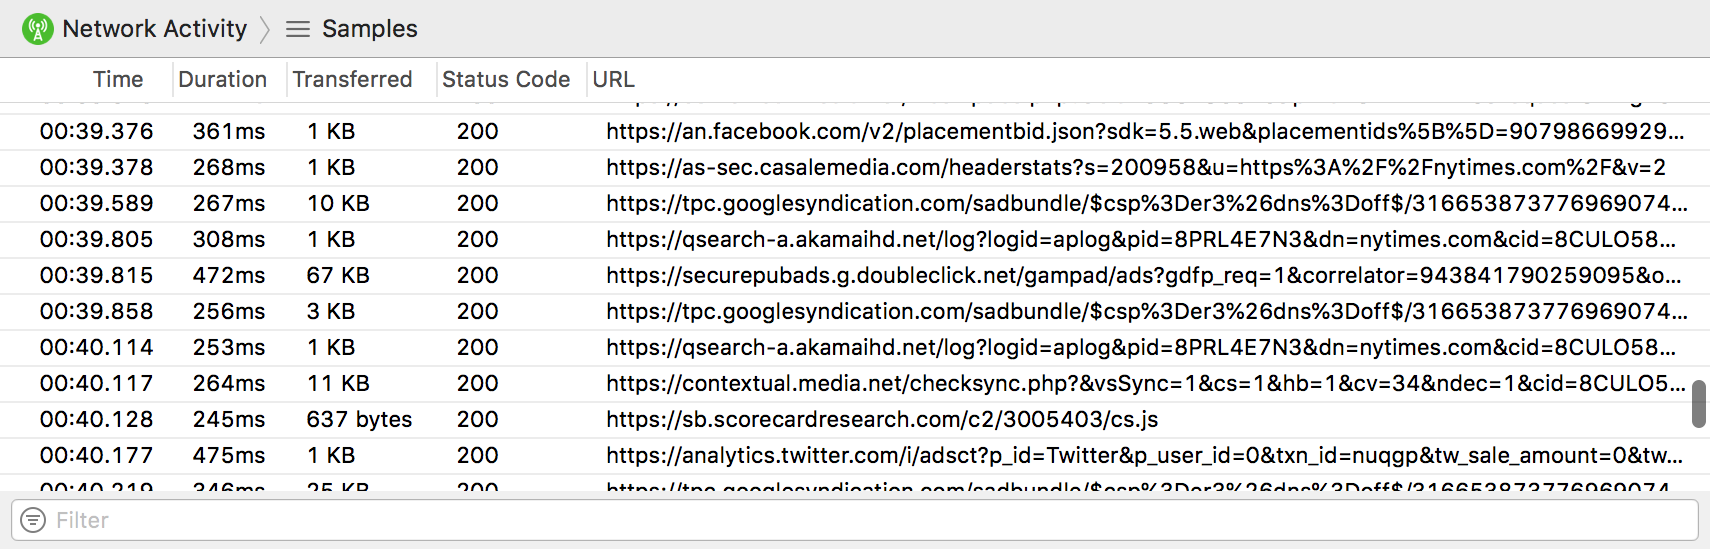 Network Activity Samples
Time Duration Transferred Status Code URL
00:39.376 361ms 1 KB 200 https://an.facebook.com/v2/placementbid.json?sdk=5.5.web&placementids%5B%5D=90798669929...
00:39.378 268ms 1 KB 200 https://as-sec.casalemedia.com/headerstats?s=200958&u=https%3A%2F%2Fnytimes.com%2F&v=2
00:39.589 267ms 10 KB 200 https://tpc.googlesyndication.com/sadbundle/$csp%3Der3%26dns%3Doff$/316653873776969074...
00:39.805 308ms 1 KB 200 https://qsearch-a.akamaihd.net/log?logid=aplog&pid=8PRL4E7N3&dn=nytimes.com&cid=8CULO58...
00:39.815 472ms 67 KB 200 https://securepubads.g.doubleclick.net/gampad/ads?gdfp_req=1&correlator=943841790259095&o...
00:39.858 256ms 3 KB 200 https://tpc.googlesyndication.com/sadbundle/$csp%3Der3%26dns%3Doff$/316653873776969074...
00:40.114 253ms 1 KB 200 https://qsearch-a.akamaihd.net/log?logid=aplog&pid=8PRL4E7N3&dn=nytimes.com&cid=8CULO58...
00:40.117 264ms 11 KB 200 https://contextual.media.net/checksync.php?&vsSync=1&cs=1&hb=1&cv=34&ndec=1&cid=8CULO5...
00:40.128 245ms 637 bytes 200 https://sb.scorecardresearch.com/c2/3005403/cs.js
00:40.177 475ms 1 KB 200 https://analytics.twitter.com/i/adsct?p_id=Twitter&p_user_id=0&txn_id=nuqgp&tw_sale_amount=0&tw...
00:40.219 346ms 25 KB 200 https://tpc.googlesyndication.com/sadbundle/$csp%3Der3%26dns%3Doff$/316653873776969074
Filter